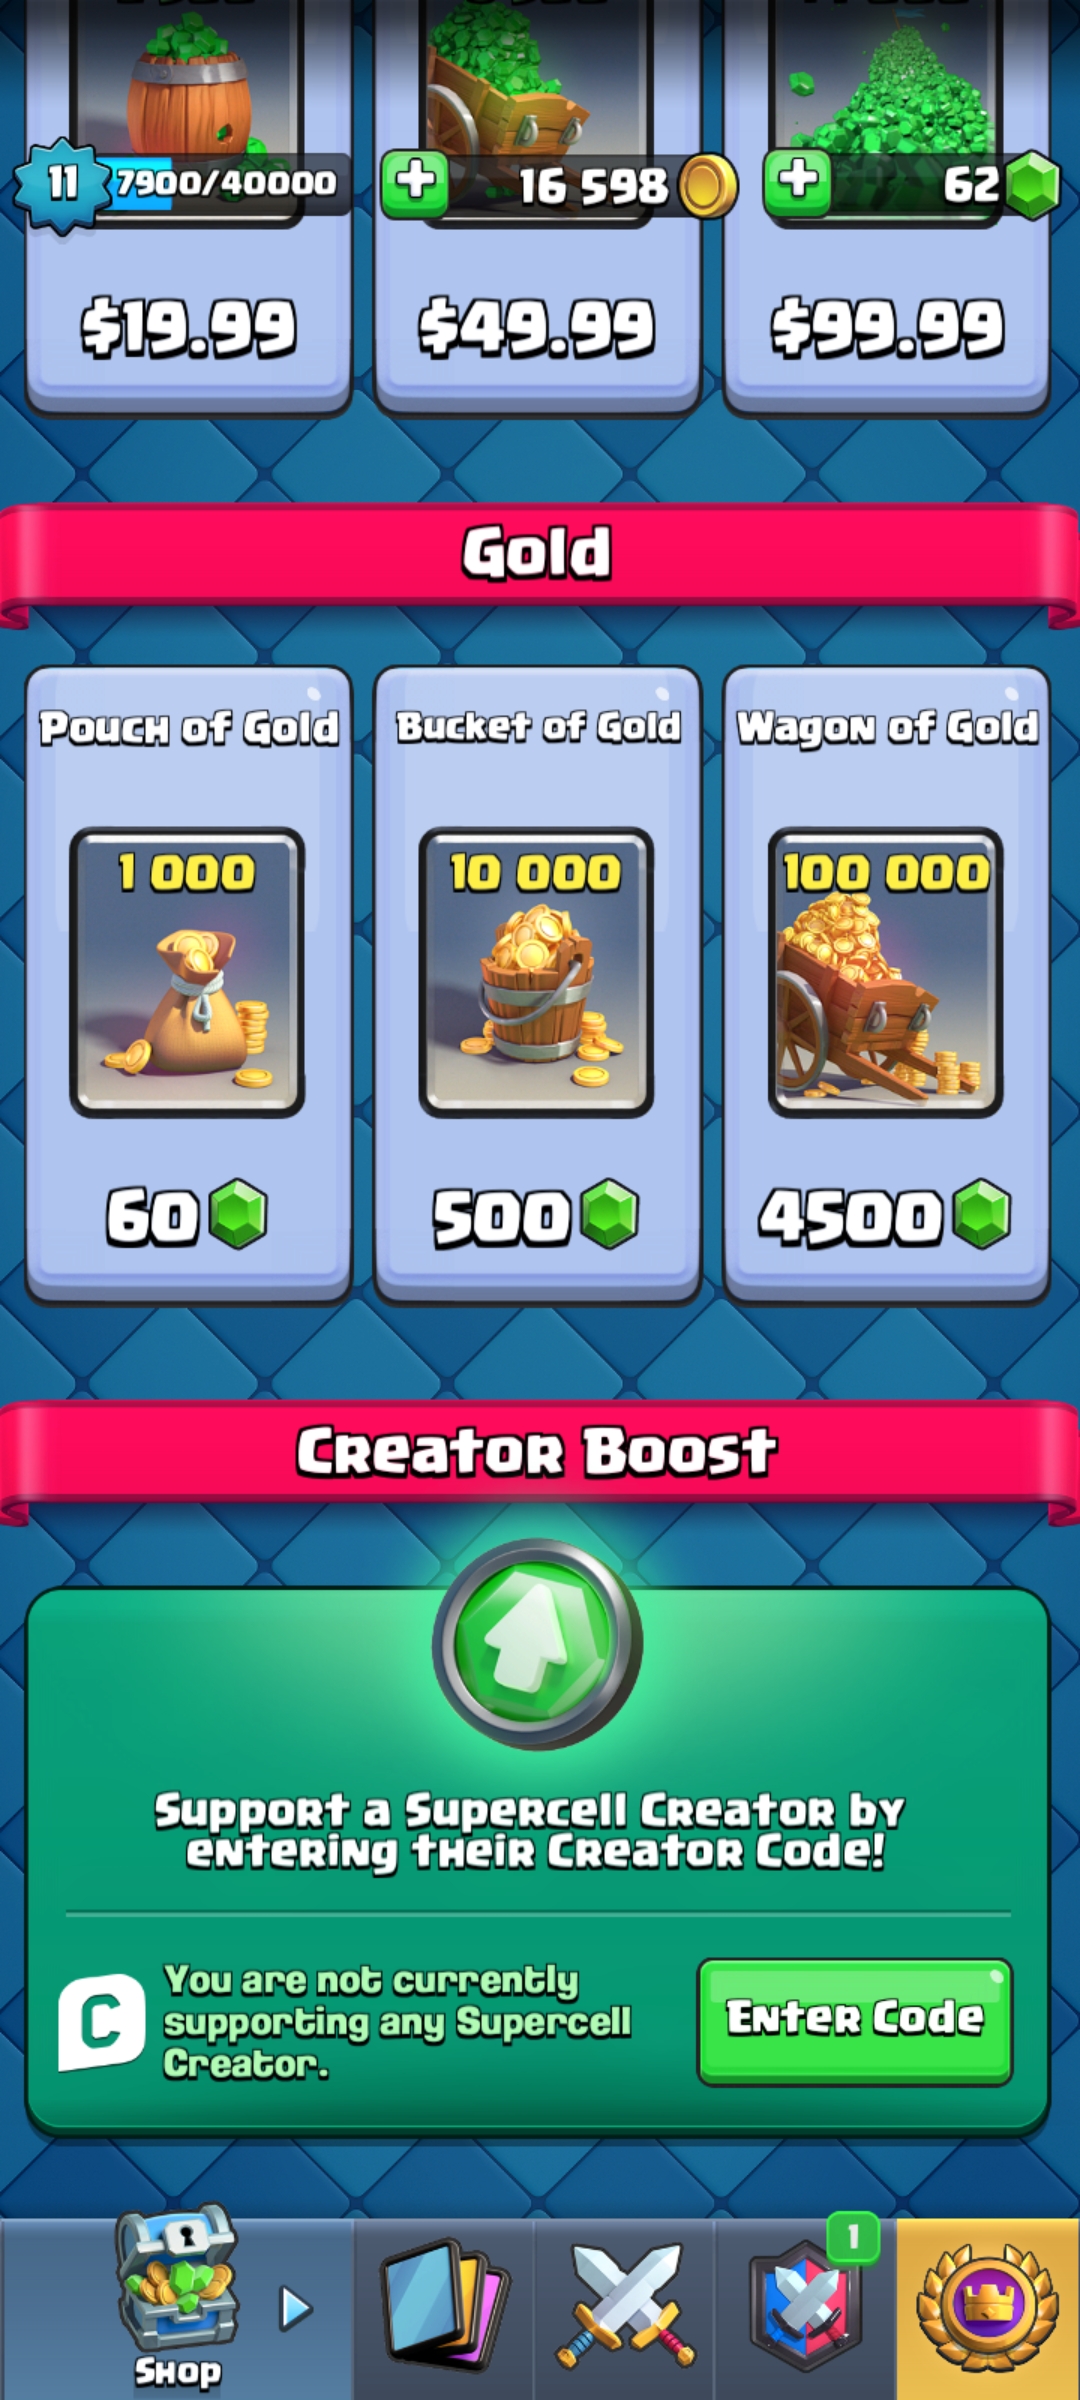 11
7900/40000
16 598
62
$19.99
$49.99
$99.99
Gold
Pouch of Gold
Bucket of Gold
Wagon of Gold
1 000
10 000
100 000
60
500
4500
Creator Boost
Support a Supercell Creator by
entering their Creator Code!
C
You are not currently
supporting any Supercell
Creator.
Enter Code
1
Shop